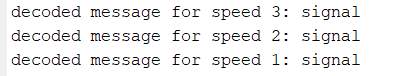 decoded message for speed 3: signal
decoded message for speed 2: signal
decoded message for speed 1: signal